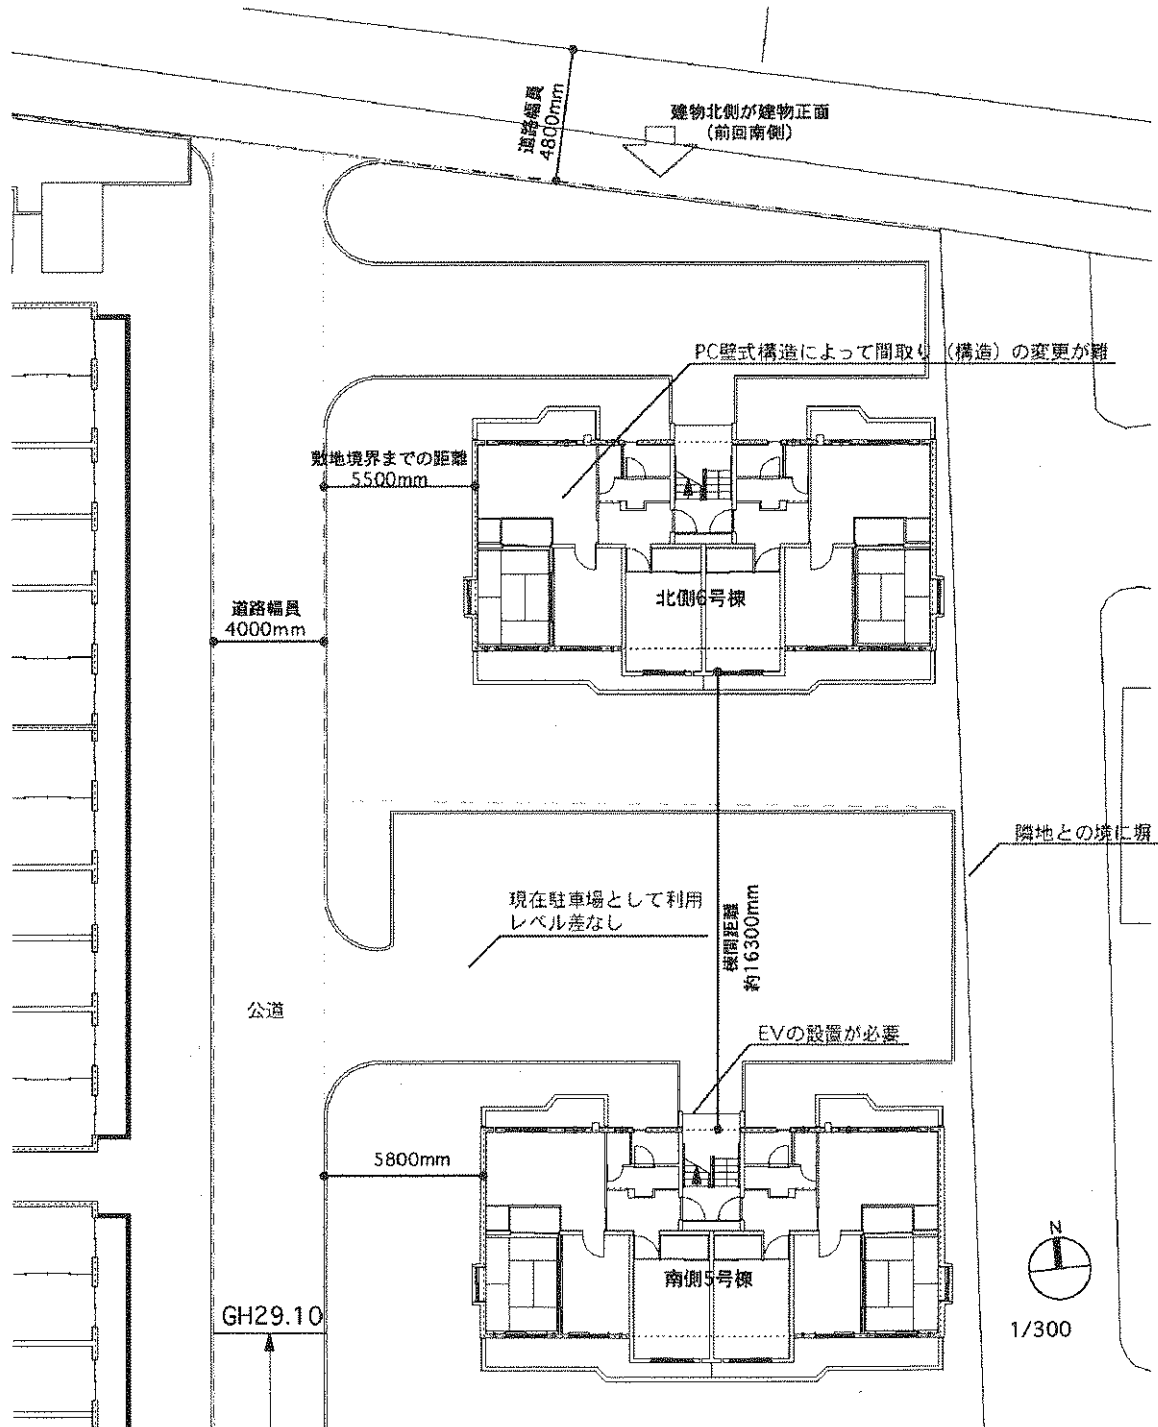 道路幅員
4800mm
建物北側が建物正面
(前回南側)
PC壁式構造によって間取り（構造）の変更が難
敷地境界までの距離
5500mm
北側6号棟
道路幅員
4000mm
隣地との境に塀
現在駐車場として利用
レベル差なし
棟間距離
約16300mm
公道
EVの設置が必要
5800mm
南側5号棟
N
GH29.10
1/300